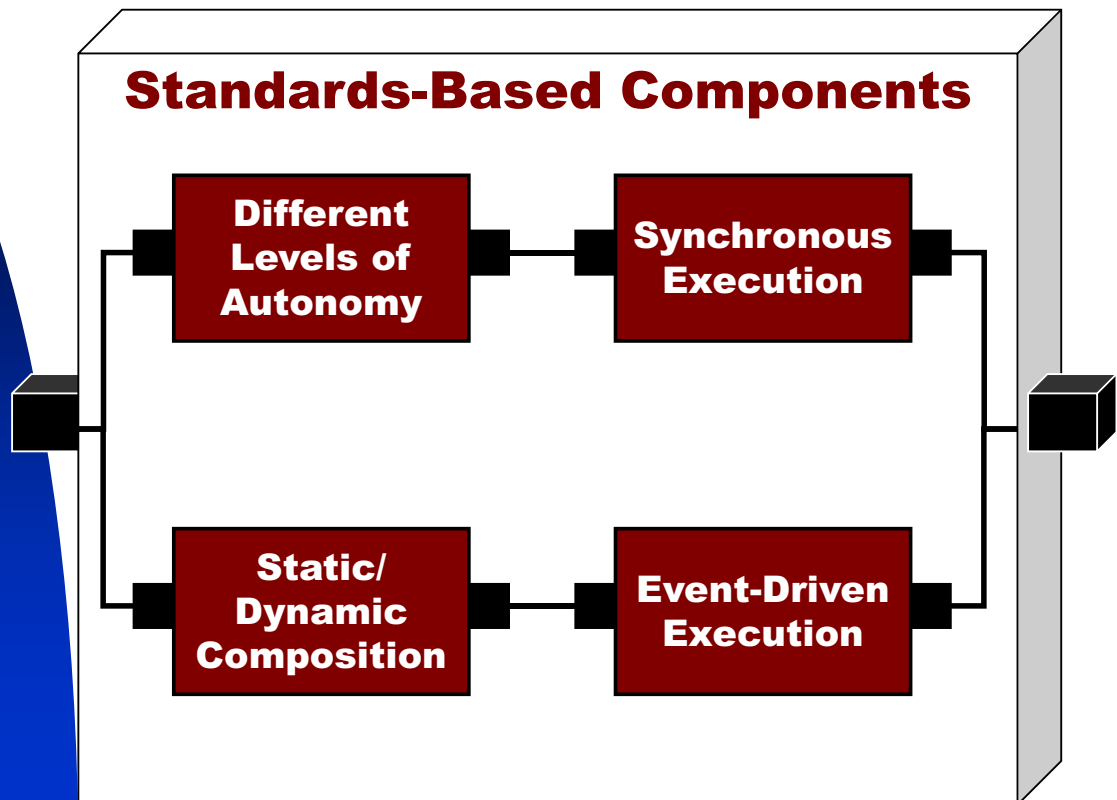 Standards-Based Components
Different
Levels of
Autonomy
Synchronous
Execution
Static/
Dynamic
Composition
Event-Driven
Execution